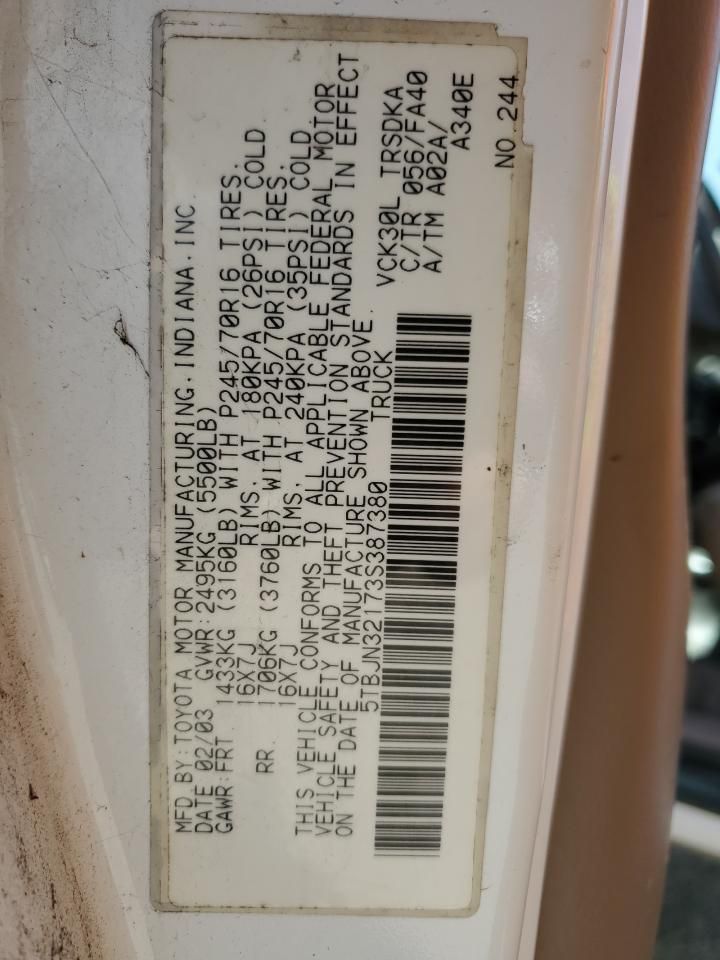 MFD BY: TOYOTA MOTOR MANUFACTURING. INDIANA. INC.
DATE 02/03 GVWR: 2495KG (5500LB)
GAWR: FRT. 1433KG (3160LB) WITH P245/70R16 TIRES.
16X7J RIMS, AT 180KPA (26PSI) COLD
RR. 1706KG (3760LB) WITH P245/70R16 TIRES.
16X7J RIMS, AT 240KPA (35PSI) COLD
THIS VEHICLE CONFORMS TO ALL APPLICABLE FEDERAL MOTOR
VEHICLE SAFETY AND THEFT PREVENTION STANDARDS IN EFFECT
ON THE DATE OF MANUFACTURE SHOWN ABOVE.
5TBJN32173S387380 TRUCK
VCK30L TRSDKA
C/TR 056/FA40
A/TM A02A/
A340E
NO. 244